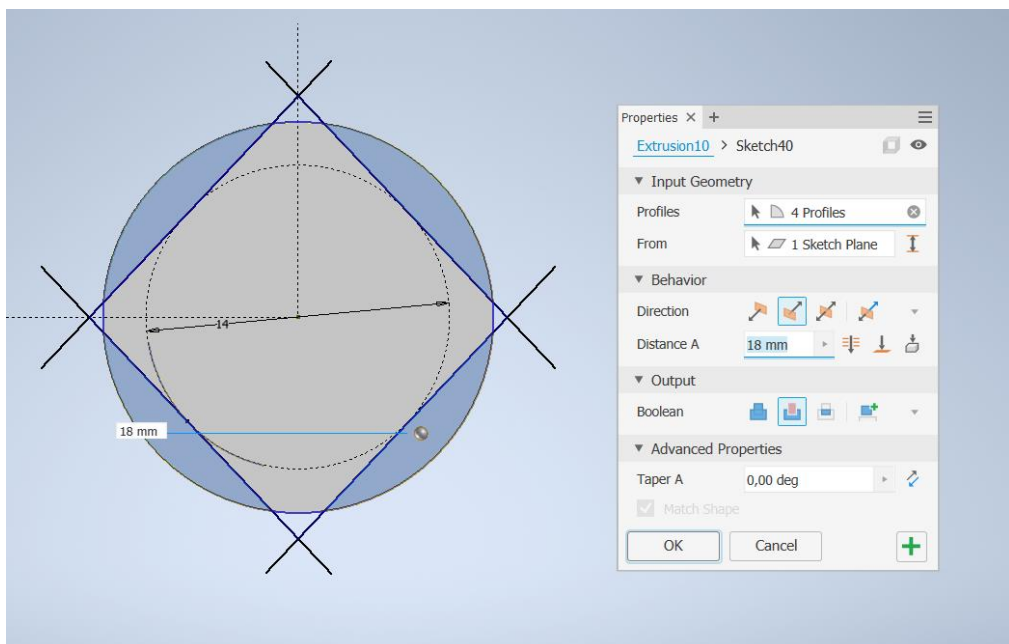 14
18 mm
Properties × +
Extrusion10 > Sketch40
Input Geometry
Profiles 4 Profiles
From 1 Sketch Plane
Behavior
Direction
Distance A 18 mm
Output
Boolean
Advanced Properties
Taper A 0,00 deg
Match Shape
OK Cancel